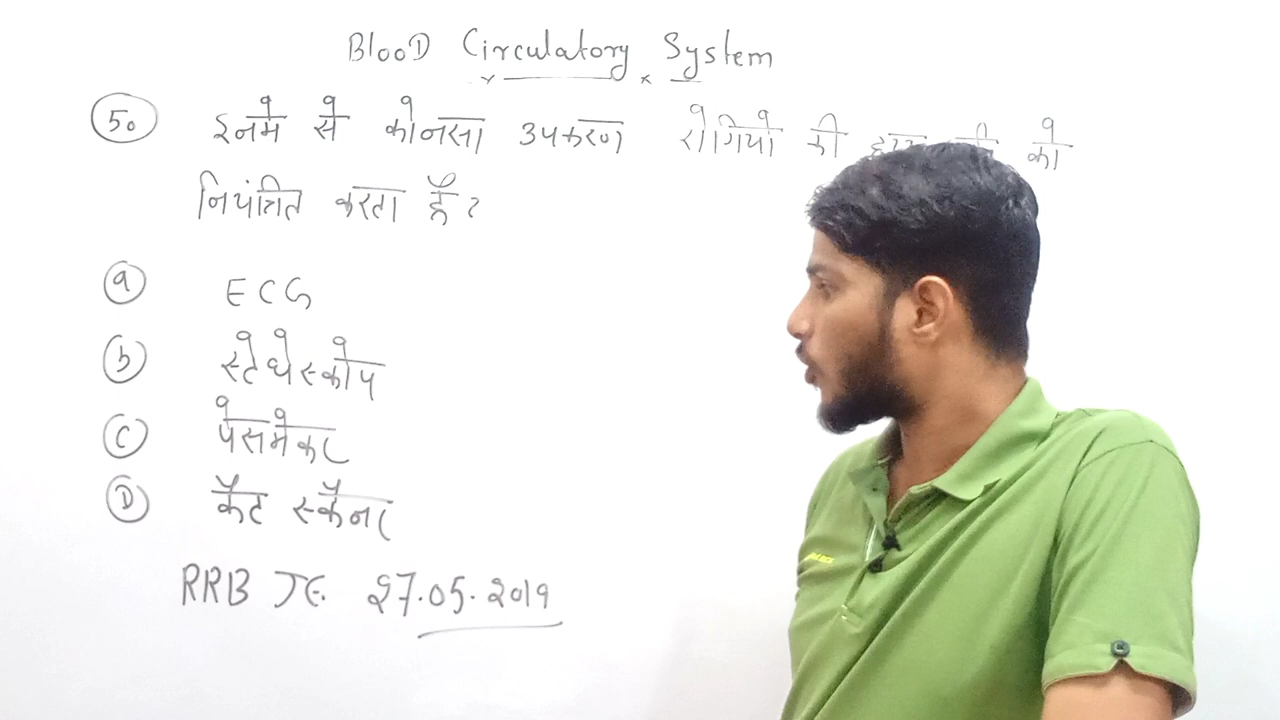 BlooD Circulatory System
50 इनमें से कोनसा उपकरण रोगियों की का
नियंत्रित करता है?
a ECG
b स्टेथेस्कोप
C पेसमेकर
D कैट स्कैनर
RRB JE. 27.05.2019